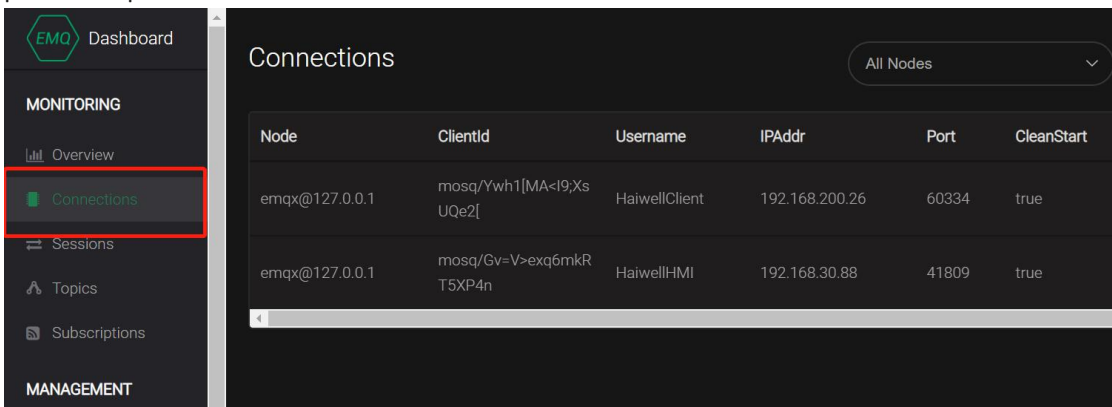 EMQ Dashboard
Connections
All Nodes
MONITORING
Overview
Connections
Sessions
Topics
Subscriptions
MANAGEMENT
Node ClientId Username IPAddr Port CleanStart
emqx@127.0.0.1 mosq/Ywh1[MA<I9;Xs HaiwellClient 192.168.200.26 60334 true
UQe2[
emqx@127.0.0.1 mosq/Gv=V>exq6mkR HaiwellHMI 192.168.30.88 41809 true
T5XP4n